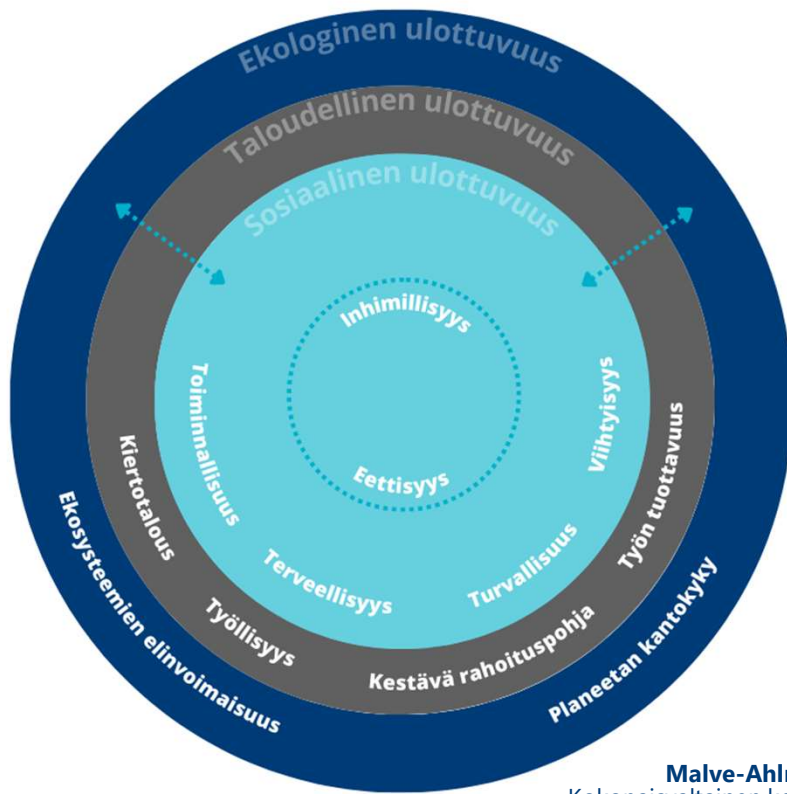 Ekologinen ulottuvuus
Taloudellinen ulottuvuus
Sosiaalinen ulottuvuus
Inhimillisyys
Eettisyys
Toiminnallisuus
Terveellisyys
Turvallisuus
Viihtyisyys
Kiertotalous
Työllisyys
Kestävä rahoituspohja
Työn tuottavuus
Ekosysteemien elinvoimaisuus
Planeetan kantokyky